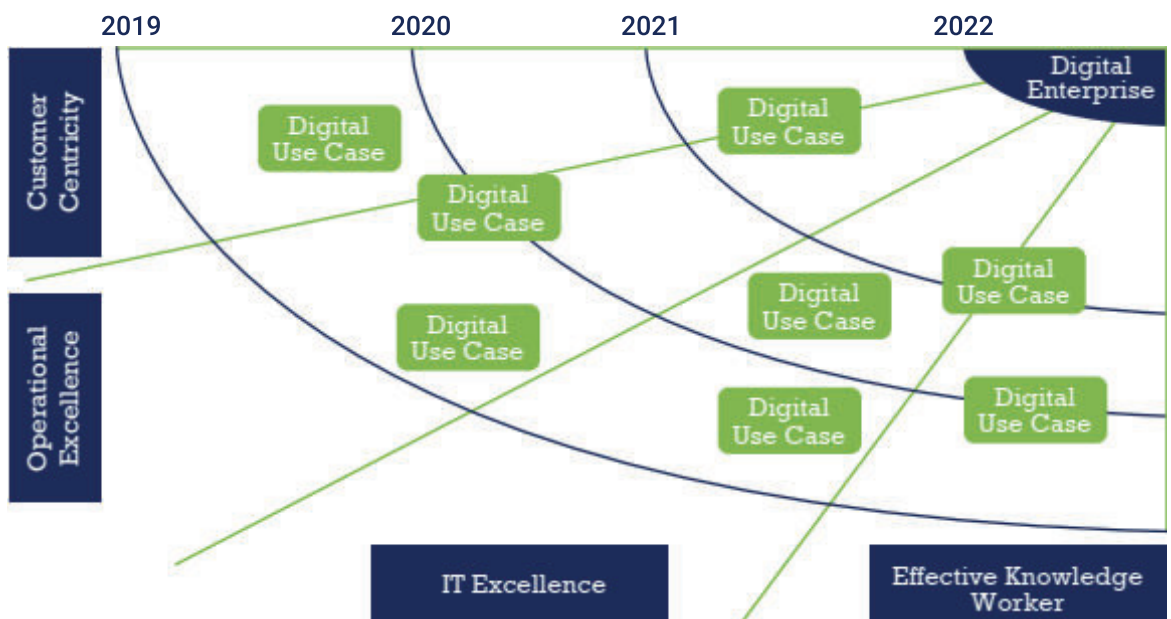 2019 2020 2021 2022
Customer
Centricity
Digital
Enterprise
Digital
Use Case
Digital
Use Case
Digital
Use Case
Operational
Excellence
Digital
Use Case
Digital
Use Case
Digital
Use Case
Digital
Use Case
Digital
Use Case
IT Excellence
Effective Knowledge
Worker